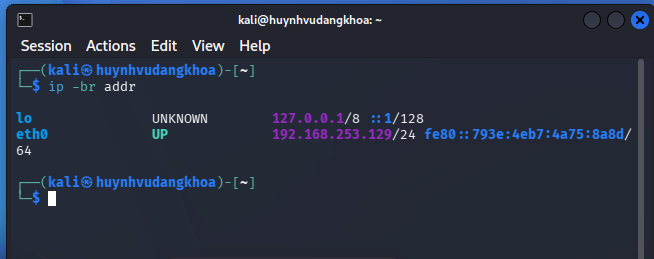 kali@huynhvudangkhoa: ~
Session Actions Edit View Help
┌──(kali㉿huynhvudangkhoa)-[~]
└─$ ip -br addr
lo UNKNOWN 127.0.0.1/8 ::1/128
eth0 UP 192.168.253.129/24 fe80::793e:4eb7:4a75:8a8d/
64
┌──(kali㉿huynhvudangkhoa)-[~]
└─$